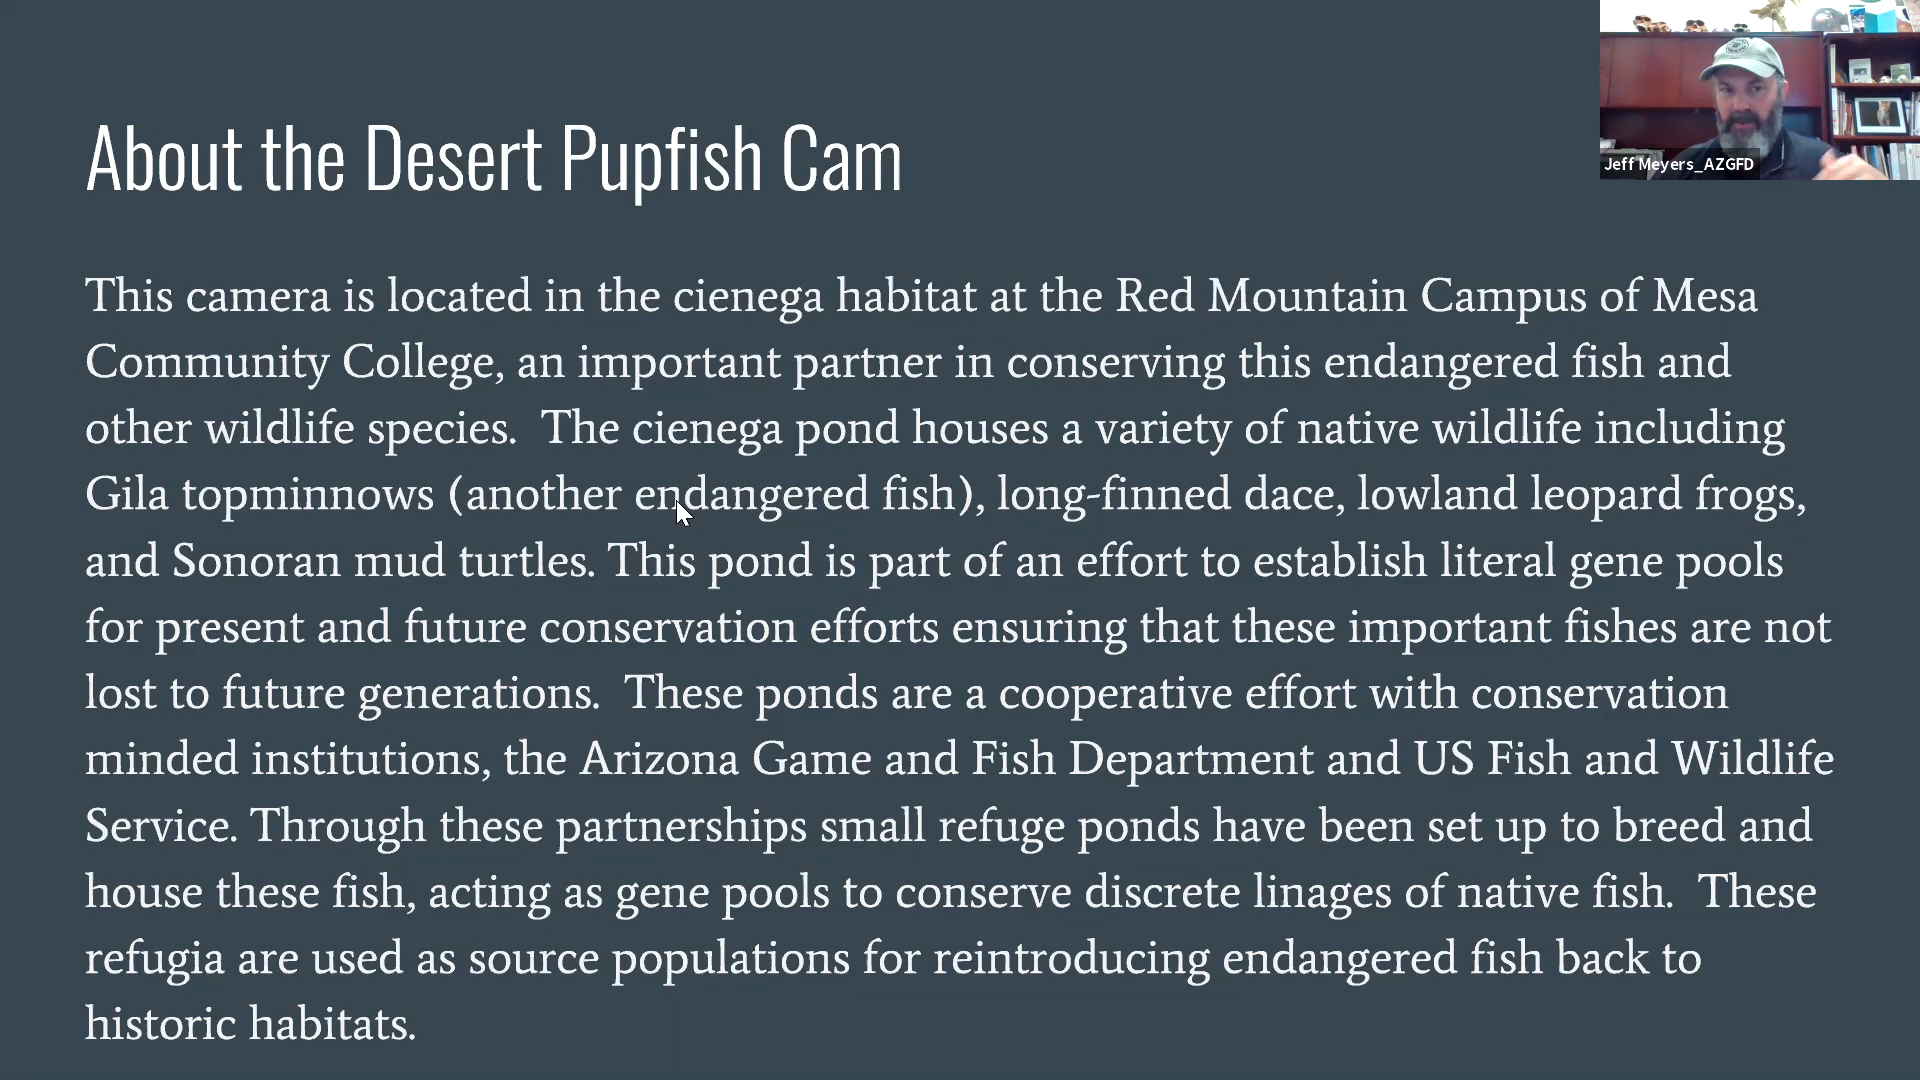 About the Desert Pupfish Cam
Jeff Meyers_AZGFD
This camera is located in the cienega habitat at the Red Mountain Campus of Mesa
Community College, an important partner in conserving this endangered fish and
other wildlife species.  The cienega pond houses a variety of native wildlife including
Gila topminnows (another endangered fish), long-finned dace, lowland leopard frogs,
and Sonoran mud turtles. This pond is part of an effort to establish literal gene pools
for present and future conservation efforts ensuring that these important fishes are not
lost to future generations.  These ponds are a cooperative effort with conservation
minded institutions, the Arizona Game and Fish Department and US Fish and Wildlife
Service. Through these partnerships small refuge ponds have been set up to breed and
house these fish, acting as gene pools to conserve discrete linages of native fish.  These
refugia are used as source populations for reintroducing endangered fish back to
historic habitats.